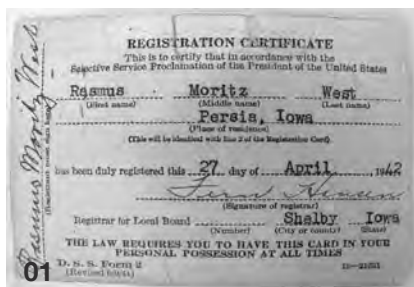 REGISTRATION CERTIFICATE
This is to certify that in accordance with the
Selective Service Proclamation of the President of the United States
Rasmus Moritz West
(First name) (Middle name) (Last name)
Persia, Iowa
(Place of residence)
(This will be identical with line 2 of the Registration Card)
has been duly registered this 27 day of April 1942
(Signature of registrar)
Registrar for Local Board Shelby Iowa
(Number) (City or county) (State)
THE LAW REQUIRES YOU TO HAVE THIS CARD IN YOUR
PERSONAL POSSESSION AT ALL TIMES
D. S. S. Form 2
(Revised
Rasmus Moritz West
01